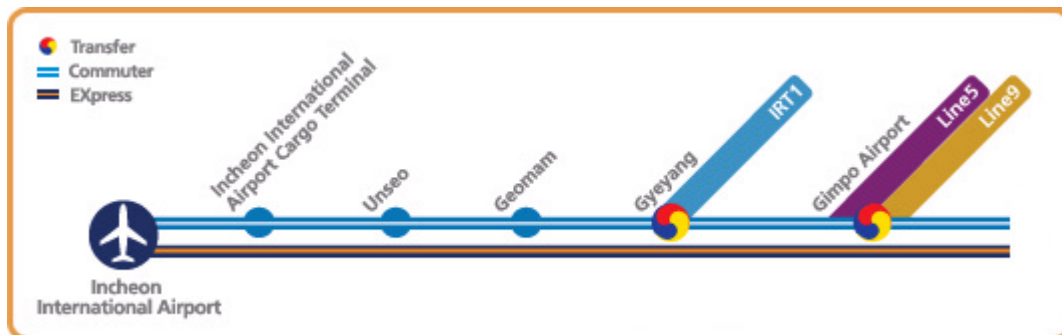 Transfer
Commuter
EXpress
Incheon International
Airport Cargo Terminal
Unseo
Geomam
Gyeyang
IRT1
Gimpo Airport
Line5
Line9
Incheon
International Airport